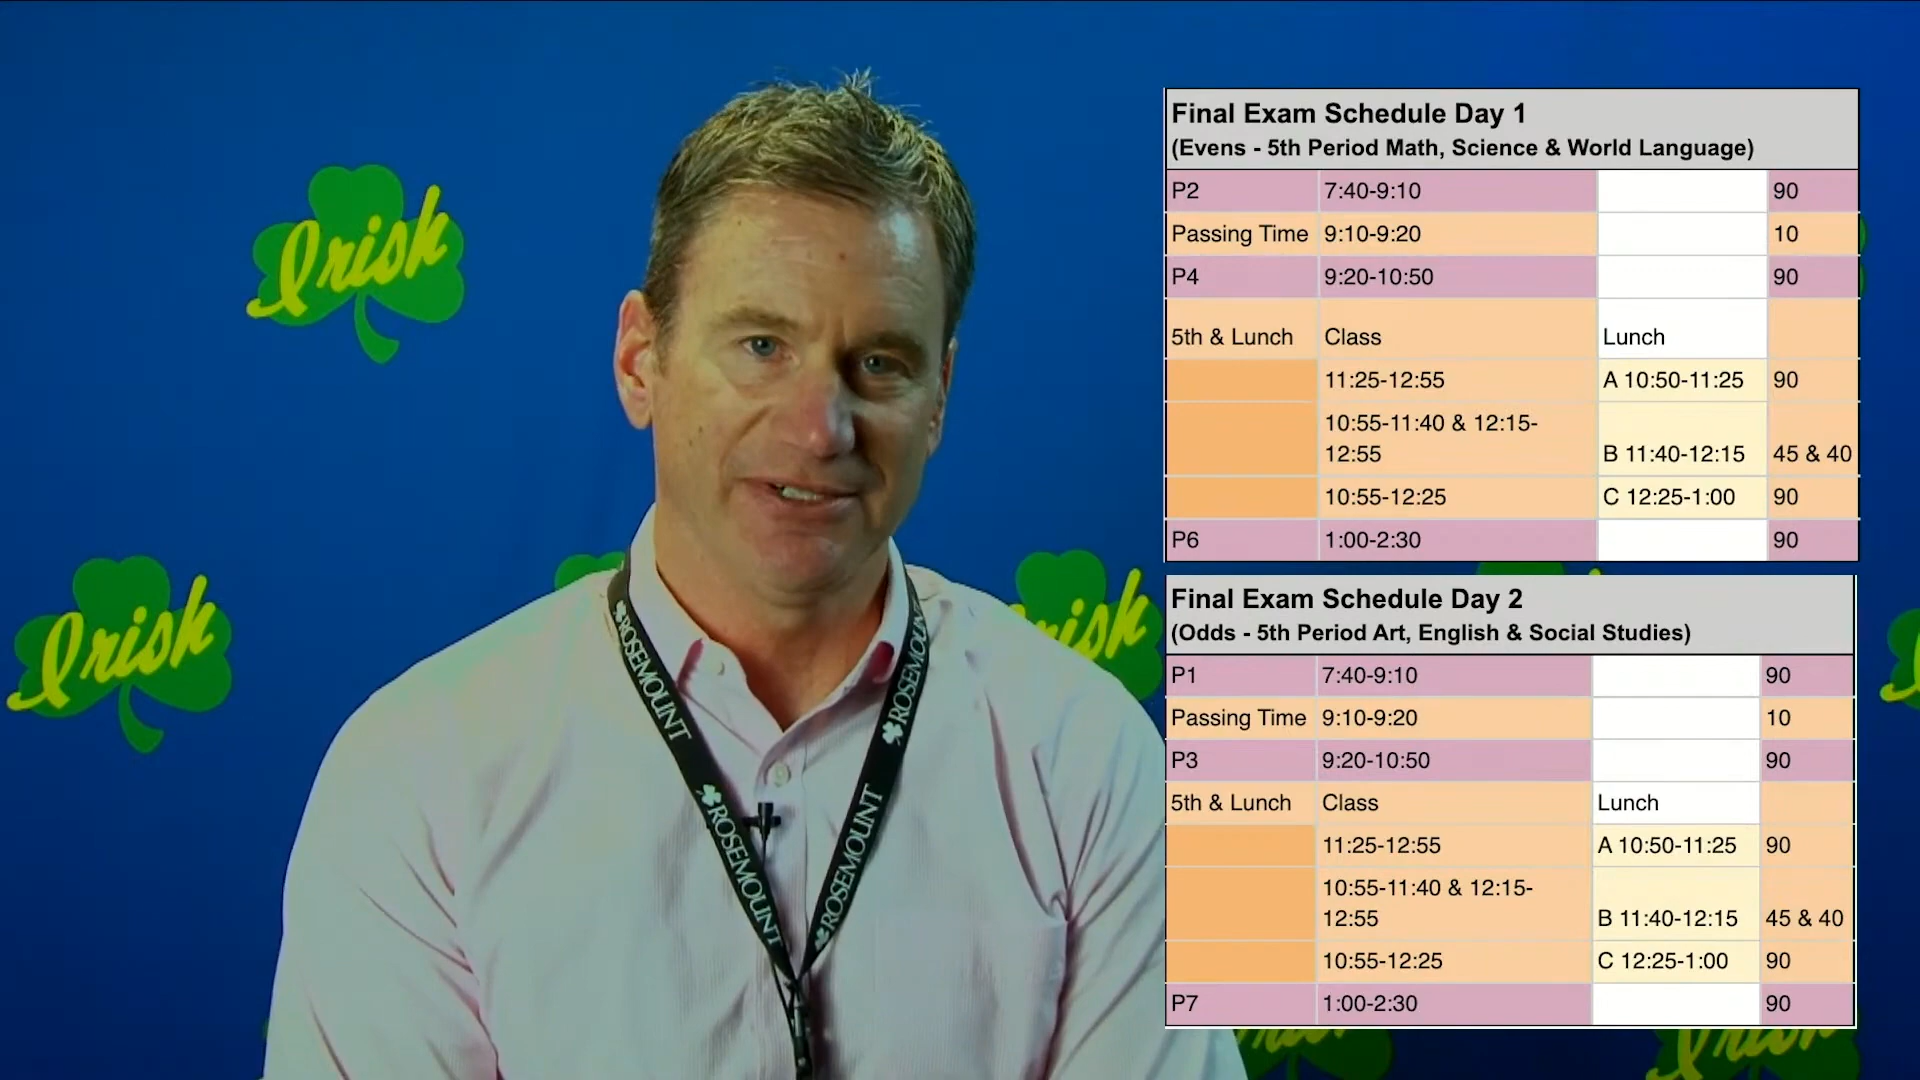 Final Exam Schedule Day 1
(Evens - 5th Period Math, Science & World Language)
P2 7:40-9:10 90
Passing Time 9:10-9:20 10
P4 9:20-10:50 90
5th & Lunch Class Lunch
11:25-12:55 A 10:50-11:25 90
10:55-11:40 & 12:15-
12:55 B 11:40-12:15 45 & 40
10:55-12:25 C 12:25-1:00 90
P6 1:00-2:30 90
Final Exam Schedule Day 2
(Odds - 5th Period Art, English & Social Studies)
P1 7:40-9:10 90
Passing Time 9:10-9:20 10
P3 9:20-10:50 90
5th & Lunch Class Lunch
11:25-12:55 A 10:50-11:25 90
10:55-11:40 & 12:15-
12:55 B 11:40-12:15 45 & 40
10:55-12:25 C 12:25-1:00 90
P7 1:00-2:30 90
Irish
Irish
Irish
Irish
Irish
ROSEMOUNT
ROSEMOUNT
ROSEMOUNT
ROSEMOUNT